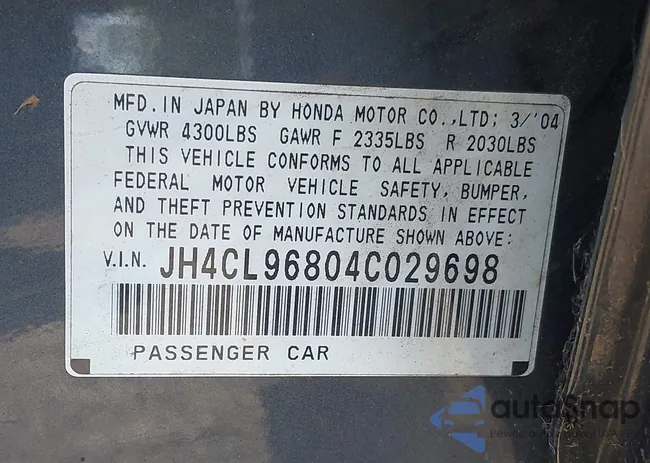 MFD. IN JAPAN BY HONDA MOTOR CO., LTD; 3/'04
GVWR 4300LBS GAWR F 2335LBS R 2030LBS
THIS VEHICLE CONFORMS TO ALL APPLICABLE
FEDERAL MOTOR VEHICLE SAFETY, BUMPER,
AND THEFT PREVENTION STANDARDS IN EFFECT
ON THE DATE OF MANUFACTURE SHOWN ABOVE:
V.I.N. JH4CL96804C029698
PASSENGER CAR
autoSnap